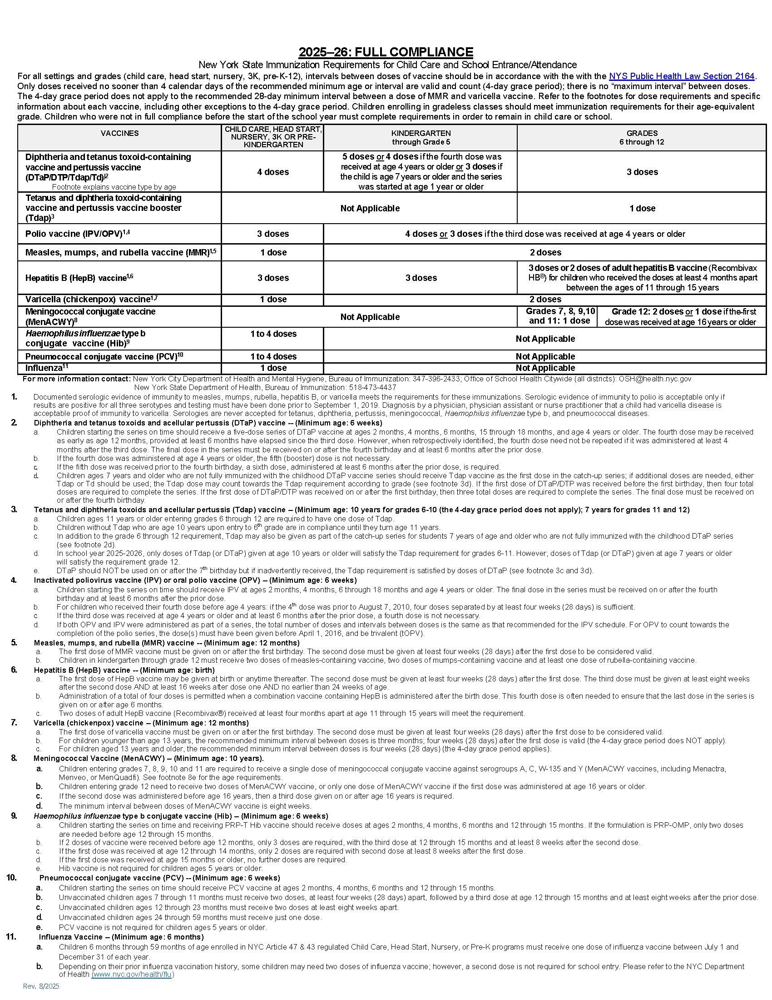 2025–26: FULL COMPLIANCE
New York State Immunization Requirements for Child Care and School Entrance/Attendance
For all settings and grades (child care, head start, nursery, 3K, pre-K-12), intervals between doses of vaccine should be in accordance with the with the NYS Public Health Law Section 2164.
Only doses received no sooner than 4 calendar days of the recommended minimum age or interval are valid and count (4-day grace period); there is no “maximum interval” between doses.
The 4-day grace period does not apply to the recommended 28-day minimum interval between a dose of MMR and varicella vaccine. Refer to the footnotes for dose requirements and specific
information about each vaccine, including other exceptions to the 4-day grace period. Children enrolling in gradeless classes should meet immunization requirements for their age-equivalent
grade. Children who were not in full compliance before the start of the school year must complete requirements in order to remain in child care or school.
VACCINES
CHILD CARE, HEAD START,
NURSERY, 3K OR PRE-
KINDERGARTEN
KINDERGARTEN
through Grade 5
GRADES
6 through 12
Diphtheria and tetanus toxoid-containing
vaccine and pertussis vaccine
(DTaP/DTP/Tdap/Td))2
Footnote explains vaccine type by age
4 doses
5 doses or 4 doses if the fourth dose was
received at age 4 years or older or 3 doses if
the child is age 7 years or older and the series
was started at age 1 year or older
3 doses
Tetanus and diphtheria toxoid-containing
vaccine and pertussis vaccine booster
(Tdap)3
Not Applicable
1 dose
Polio vaccine (IPV/OPV)1,4
3 doses
4 doses or 3 doses if the third dose was received at age 4 years or older
Measles, mumps, and rubella vaccine (MMR)1,5
1 dose
2 doses
Hepatitis B (HepB) vaccine1,6
3 doses
3 doses
3 doses or 2 doses of adult hepatitis B vaccine (Recombivax
HB®) for children who received the doses at least 4 months apart
between the ages of 11 through 15 years
Varicella (chickenpox) vaccine1,7
1 dose
2 doses
Meningococcal conjugate vaccine
(MenACWY)8
Not Applicable
Grades 7, 8, 9,10
and 11: 1 dose
Grade 12: 2 doses or 1 dose if the first
dose was received at age 16 years or older
Haemophilus influenzae type b
conjugate vaccine (Hib)9
1 to 4 doses
Not Applicable
Pneumococcal conjugate vaccine (PCV)10
1 to 4 doses
Not Applicable
Influenza11
1 dose
Not Applicable
For more information contact: New York City Department of Health and Mental Hygiene, Bureau of Immunization: 347-396-2433; Office of School Health Citywide (all districts): OSH@health.nyc.gov
New York State Department of Health, Bureau of Immunization: 518-473-4437
1. Documented serologic evidence of immunity to measles, mumps, rubella, hepatitis B, or varicella meets the requirements for these immunizations. Serologic evidence of immunity to polio is acceptable only if
results are positive for all three serotypes and testing must have been done prior to September 1, 2019. Diagnosis by a physician, physician assistant or nurse practitioner that a child had varicella disease is
acceptable proof of immunity to varicella. Serologies are never accepted for tetanus, diphtheria, pertussis, meningococcal, Haemophilus influenzae type b, and pneumococcal diseases.
2. Diphtheria and tetanus toxoids and acellular pertussis (DTaP) vaccine -- (Minimum age: 6 weeks)
a. Children starting the series on time should receive a five-dose series of DTaP vaccine at ages 2 months, 4 months, 6 months, 15 through 18 months, and age 4 years or older. The fourth dose may be received
as early as age 12 months, provided at least 6 months have elapsed since the third dose. However, when retrospectively identified, the fourth dose need not be repeated if it was administered at least 4
months after the third dose. The final dose in the series must be received on or after the fourth birthday and at least 6 months after the prior dose.
b. If the fourth dose was administered at age 4 years or older, the fifth (booster) dose is not necessary.
c. If the fifth dose was received prior to the fourth birthday, a sixth dose, administered at least 6 months after the prior dose, is required.
d. Children ages 7 years and older who are not fully immunized with the childhood DTaP vaccine series should receive Tdap vaccine as the first dose in the catch-up series; if additional doses are needed, either
Tdap or Td should be used; the Tdap dose may count towards the Tdap requirement according to grade (see footnote 3d). If the first dose of DTaP/DTP was received before the first birthday, then four total
doses are required to complete the series. If the first dose of DTaP/DTP was received on or after the first birthday, then three total doses are required to complete the series. The final dose must be received on
or after the fourth birthday.
3. Tetanus and diphtheria toxoids and acellular pertussis (Tdap) vaccine – (Minimum age: 10 years for grades 6-10 (the 4-day grace period does not apply); 7 years for grades 11 and 12)
a. Children ages 11 years or older entering grades 6 through 12 are required to have one dose of Tdap.
b. Children without Tdap who are age 10 years upon entry to 6th grade are in compliance until they turn age 11 years.
c. In addition to the grade 6 through 12 requirement, Tdap may also be given as part of the catch-up series for students 7 years of age and older who are not fully immunized with the childhood DTaP series
(see footnote 2d).
d. In school year 2025-2026, only doses of Tdap (or DTaP) given at age 10 years or older will satisfy the Tdap requirement for grades 6-11. However, doses of Tdap (or DTaP) given at age 7 years or older
will satisfy the requirement grade 12.
e. DTaP should NOT be used on or after the 7th birthday but if inadvertently received, the Tdap requirement is satisfied by doses of DTaP (see footnote 3c and 3d).
4. Inactivated poliovirus vaccine (IPV) or oral polio vaccine (OPV) – (Minimum age: 6 weeks)
a. Children starting the series on time should receive IPV at ages 2 months, 4 months, 6 through 18 months and age 4 years or older. The final dose in the series must be received on or after the fourth
birthday and at least 6 months after the prior dose.
b. For children who received their fourth dose before age 4 years: if the 4th dose was prior to August 7, 2010, four doses separated by at least four weeks (28 days) is sufficient.
c. If the third dose was received at age 4 years or older and at least 6 months after the prior dose, a fourth dose is not necessary.
d. If both OPV and IPV were administered as part of a series, the total number of doses and intervals between doses is the same as that recommended for the IPV schedule. For OPV to count towards the
completion of the polio series, the dose(s) must have been given before April 1, 2016, and be trivalent (tOPV).
5. Measles, mumps, and rubella (MMR) vaccine -- (Minimum age: 12 months)
a. The first dose of MMR vaccine must be given on or after the first birthday. The second dose must be given at least four weeks (28 days) after the first dose to be considered valid.
b. Children in kindergarten through grade 12 must receive two doses of measles-containing vaccine, two doses of mumps-containing vaccine and at least one dose of rubella-containing vaccine.
6. Hepatitis B (HepB) vaccine -- (Minimum age: birth)
a. The first dose of HepB vaccine may be given at birth or anytime thereafter. The second dose must be given at least four weeks (28 days) after the first dose. The third dose must be given at least eight weeks
after the second dose AND at least 16 weeks after dose one AND no earlier than 24 weeks of age.
b. Administration of a total of four doses is permitted when a combination vaccine containing HepB is administered after the birth dose. This fourth dose is often needed to ensure that the last dose in the series is
given on or after age 6 months.
c. Two doses of adult HepB vaccine (Recombivax®) received at least four months apart at age 11 through 15 years will meet the requirement.
7. Varicella (chickenpox) vaccine – (Minimum age: 12 months)
a. The first dose of varicella vaccine must be given on or after the first birthday. The second dose must be given at least four weeks (28 days) after the first dose to be considered valid.
b. For children younger than age 13 years, the recommended minimum interval between doses is three months; four weeks (28 days) after the first dose is valid (the 4-day grace period does NOT apply).
c. For children aged 13 years and older, the recommended minimum interval between doses is four weeks (28 days) (the 4-day grace period applies).
8. Meningococcal Vaccine (MenACWY) – (Minimum age: 10 years).
a. Children entering grades 7, 8, 9, 10 and 11 are required to receive a single dose of meningococcal conjugate vaccine against serogroups A, C, W-135 and Y (MenACWY vaccines, including Menactra,
Menveo, or MenQuadfi). See footnote 8e for the age requirements.
b. Children entering grade 12 need to receive two doses of MenACWY vaccine, or only one dose of MenACWY vaccine if the first dose was administered at age 16 years or older.
c. If the second dose was administered before age 16 years, then a third dose given on or after age 16 years is required.
d. The minimum interval between doses of MenACWY vaccine is eight weeks.
9. Haemophilus influenzae type b conjugate vaccine (Hib) – (Minimum age: 6 weeks)
a. Children starting the series on time and receiving PRP-T Hib vaccine should receive doses at ages 2 months, 4 months, 6 months and 12 through 15 months. If the formulation is PRP-OMP, only two doses
are needed before age 12 through 15 months.
b. If 2 doses of vaccine were received before age 12 months, only 3 doses are required, with the third dose at 12 through 15 months and at least 8 weeks after the second dose.
c. If the first dose was received at age 12 through 14 months, only 2 doses are required with second dose at least 8 weeks after the first dose.
d. If the first dose was received at age 15 months or older, no further doses are required.
e. Hib vaccine is not required for children ages 5 years or older.
10. Pneumococcal conjugate vaccine (PCV) -- (Minimum age: 6 weeks)
a. Children starting the series on time should receive PCV vaccine at ages 2 months, 4 months, 6 months and 12 through 15 months.
b. Unvaccinated children ages 7 through 11 months must receive two doses, at least four weeks (28 days) apart, followed by a third dose at age 12 through 15 months and at least eight weeks after the prior dose.
c. Unvaccinated children ages 12 through 23 months must receive two doses at least eight weeks apart.
d. Unvaccinated children ages 24 through 59 months must receive just one dose.
e. PCV vaccine is not required for children ages 5 years or older.
11. Influenza Vaccine – (Minimum age: 6 months)
a. Children 6 months through 59 months of age enrolled in NYC Article 47 & 43 regulated Child Care, Head Start, Nursery, or Pre-K programs must receive one dose of influenza vaccine between July 1 and
December 31 of each year.
b. Depending on their prior influenza vaccination history, some children may need two doses of influenza vaccine; however, a second dose is not required for school entry. Please refer to the NYC Department
of Health (www.nyc.gov/health/flu)
Rev. 8/2025